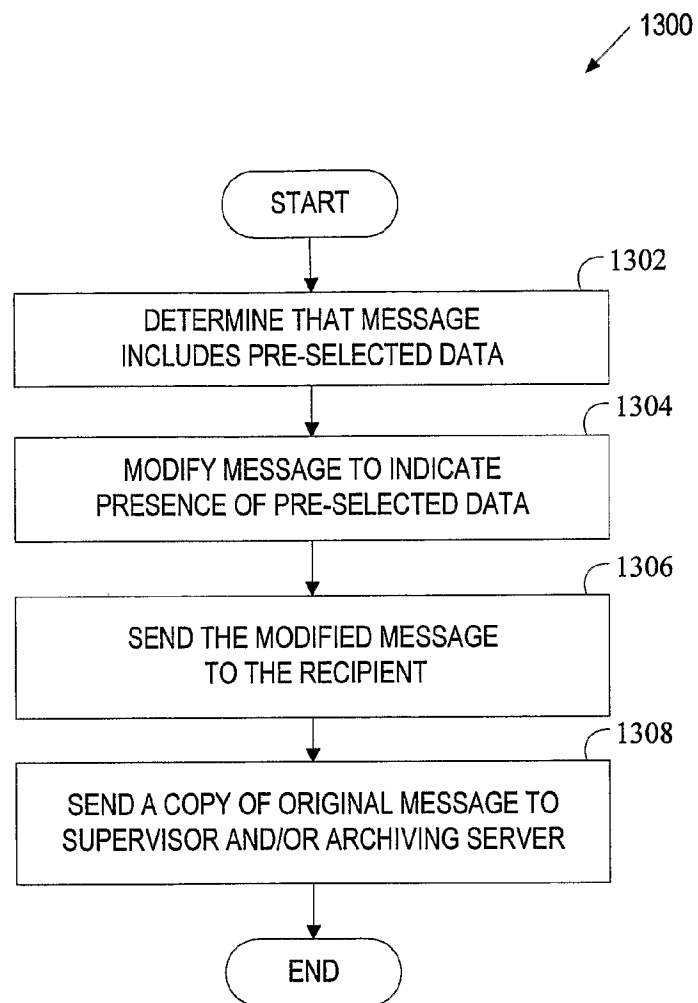 1300
START
1302
DETERMINE THAT MESSAGE
INCLUDES PRE-SELECTED DATA
1304
MODIFY MESSAGE TO INDICATE
PRESENCE OF PRE-SELECTED DATA
1306
SEND THE MODIFIED MESSAGE
TO THE RECIPIENT
1308
SEND A COPY OF ORIGINAL MESSAGE TO
SUPERVISOR AND/OR ARCHIVING SERVER
END